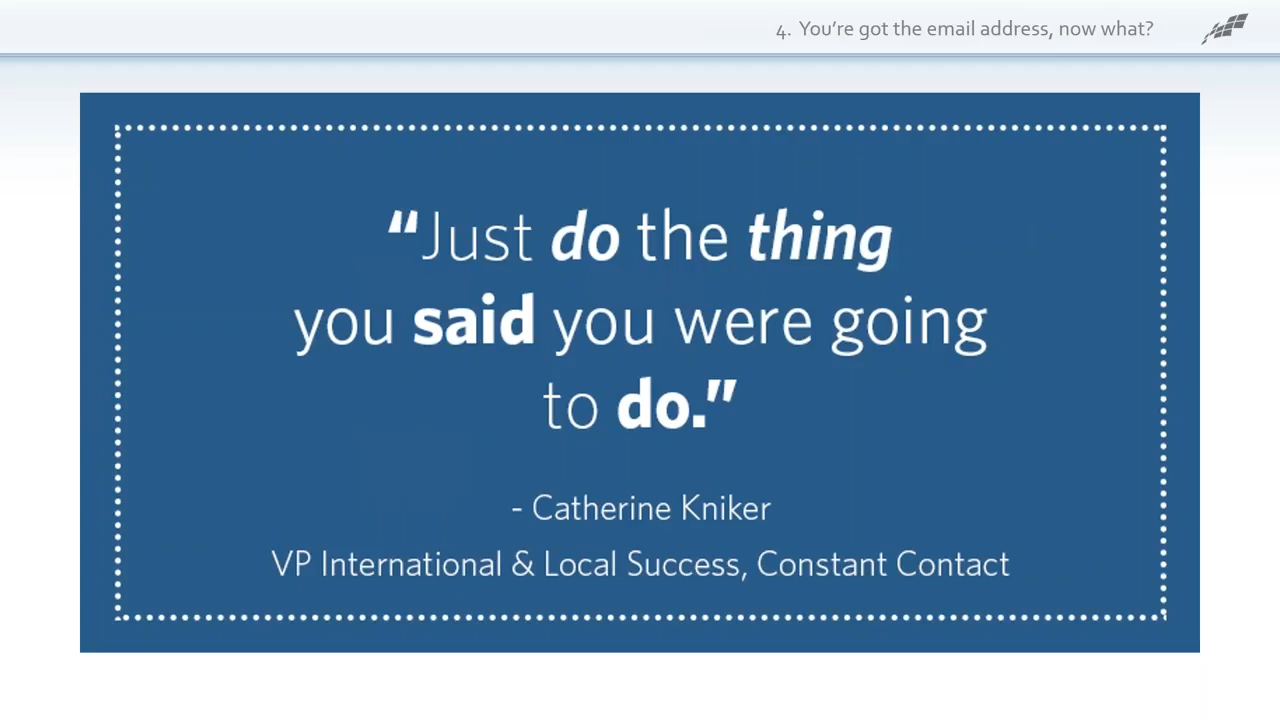 4. You’re got the email address, now what?
“Just do the thing
you said you were going
to do.”
- Catherine Kniker
VP International & Local Success, Constant Contact